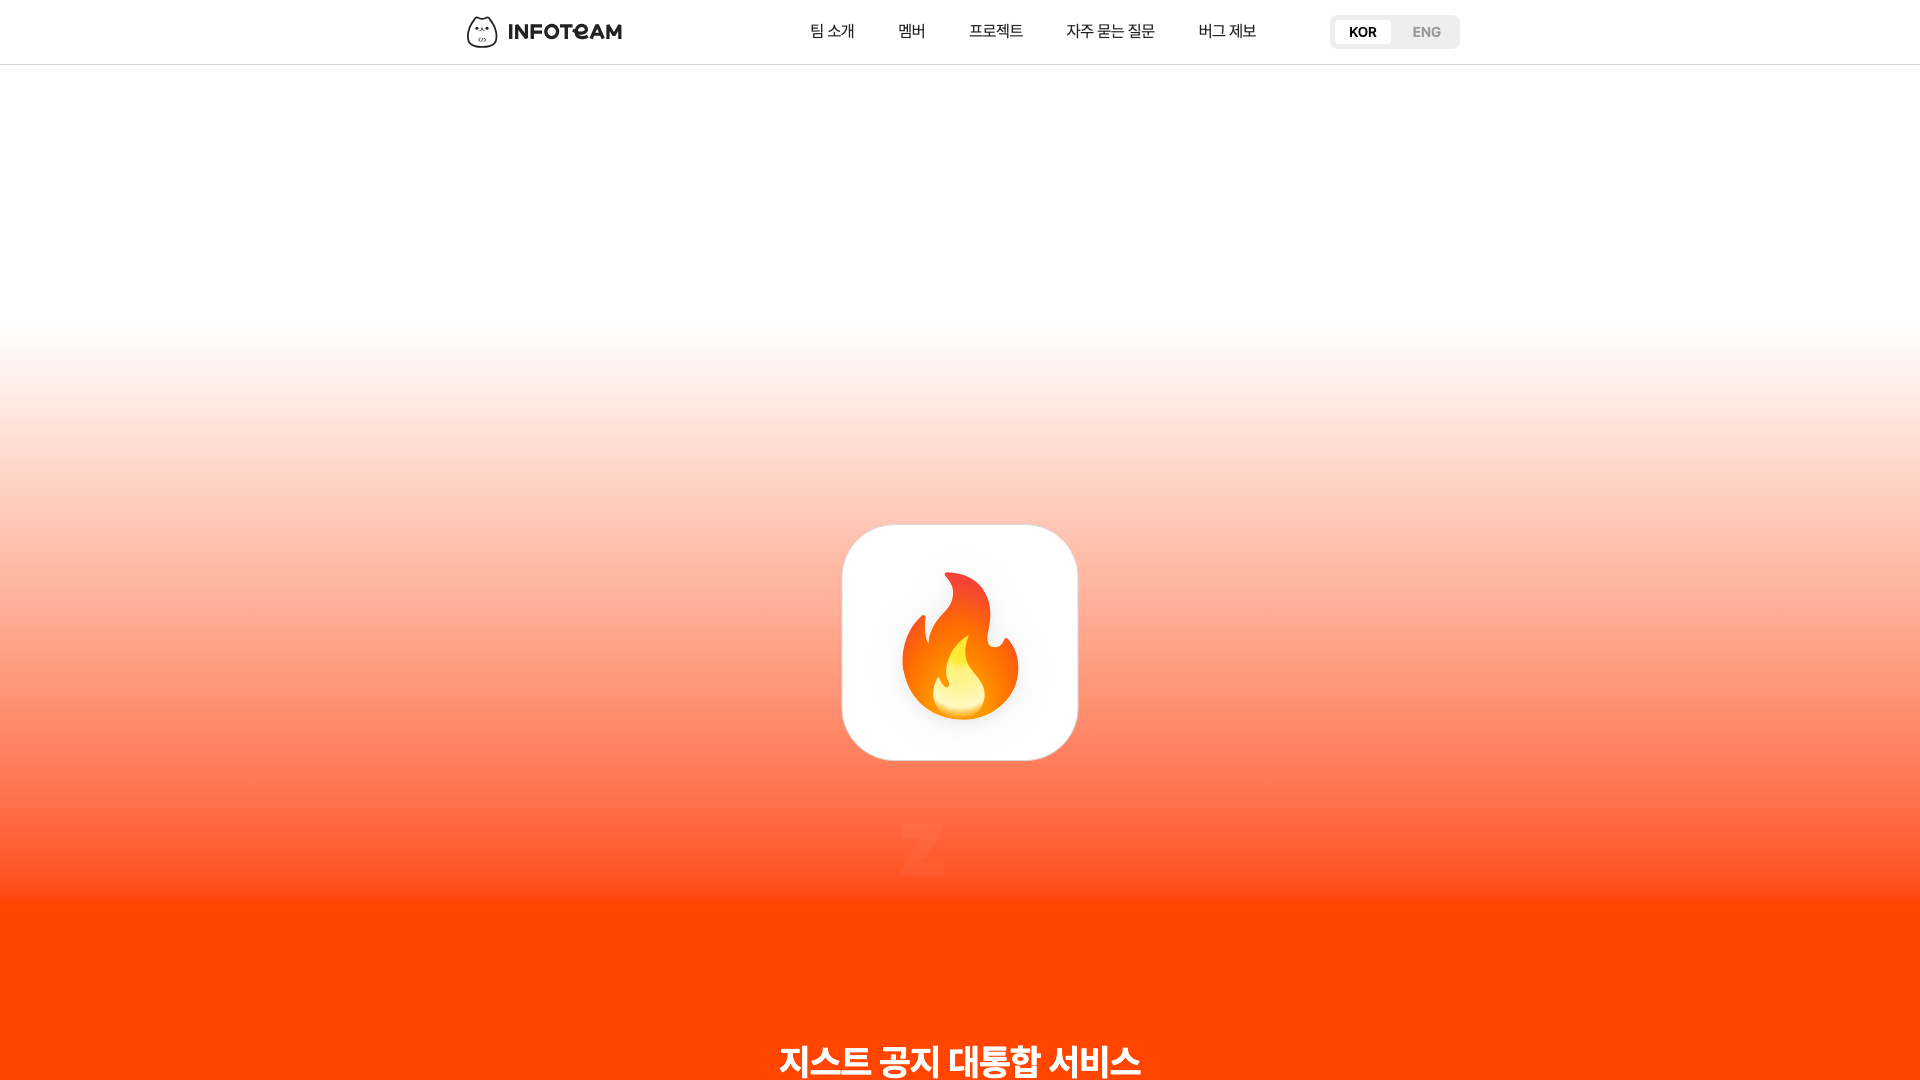 INFOTEAM
팀 소개
멤버
프로젝트
자주 묻는 질문
버그 제보
KOR
ENG
Z
지스트 공지 대통합 서비스